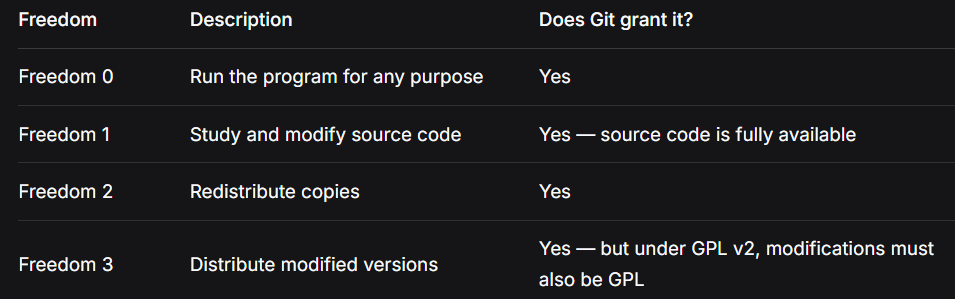 Freedom Description Does Git grant it?
Freedom 0 Run the program for any purpose Yes
Freedom 1 Study and modify source code Yes — source code is fully available
Freedom 2 Redistribute copies Yes
Freedom 3 Distribute modified versions Yes — but under GPL v2, modifications must
also be GPL